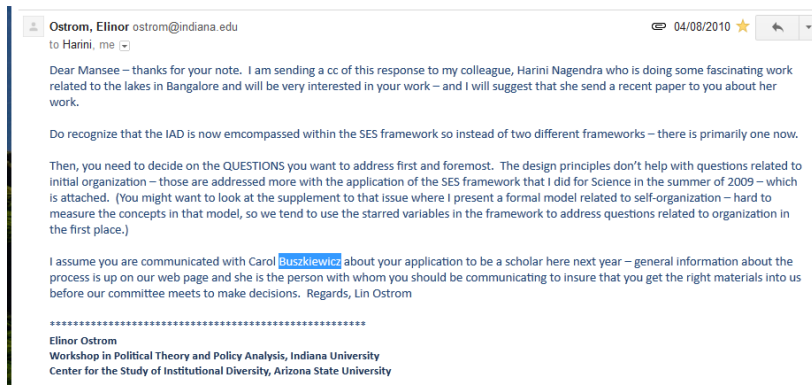 Ostrom, Elinor ostrom@indiana.edu 04/08/2010
to Harini, me
Dear Mansee – thanks for your note. I am sending a cc of this response to my colleague, Harini Nagendra who is doing some fascinating work
related to the lakes in Bangalore and will be very interested in your work – and I will suggest that she send a recent paper to you about her
work.
Do recognize that the IAD is now emcompassed within the SES framework so instead of two different frameworks – there is primarily one now.
Then, you need to decide on the QUESTIONS you want to address first and foremost. The design principles don't help with questions related to
initial organization – those are addressed more with the application of the SES framework that I did for Science in the summer of 2009 – which
is attached. (You might want to look at the supplement to that issue where I present a formal model related to self-organization – hard to
measure the concepts in that model, so we tend to use the starred variables in the framework to address questions related to organization in
the first place.)
I assume you are communicated with Carol Buszkiewicz about your application to be a scholar here next year – general information about the
process is up on our web page and she is the person with whom you should be communicating to insure that you get the right materials into us
before our committee meets to make decisions. Regards, Lin Ostrom
******************************************************
Elinor Ostrom
Workshop in Political Theory and Policy Analysis, Indiana University
Center for the Study of Institutional Diversity, Arizona State University